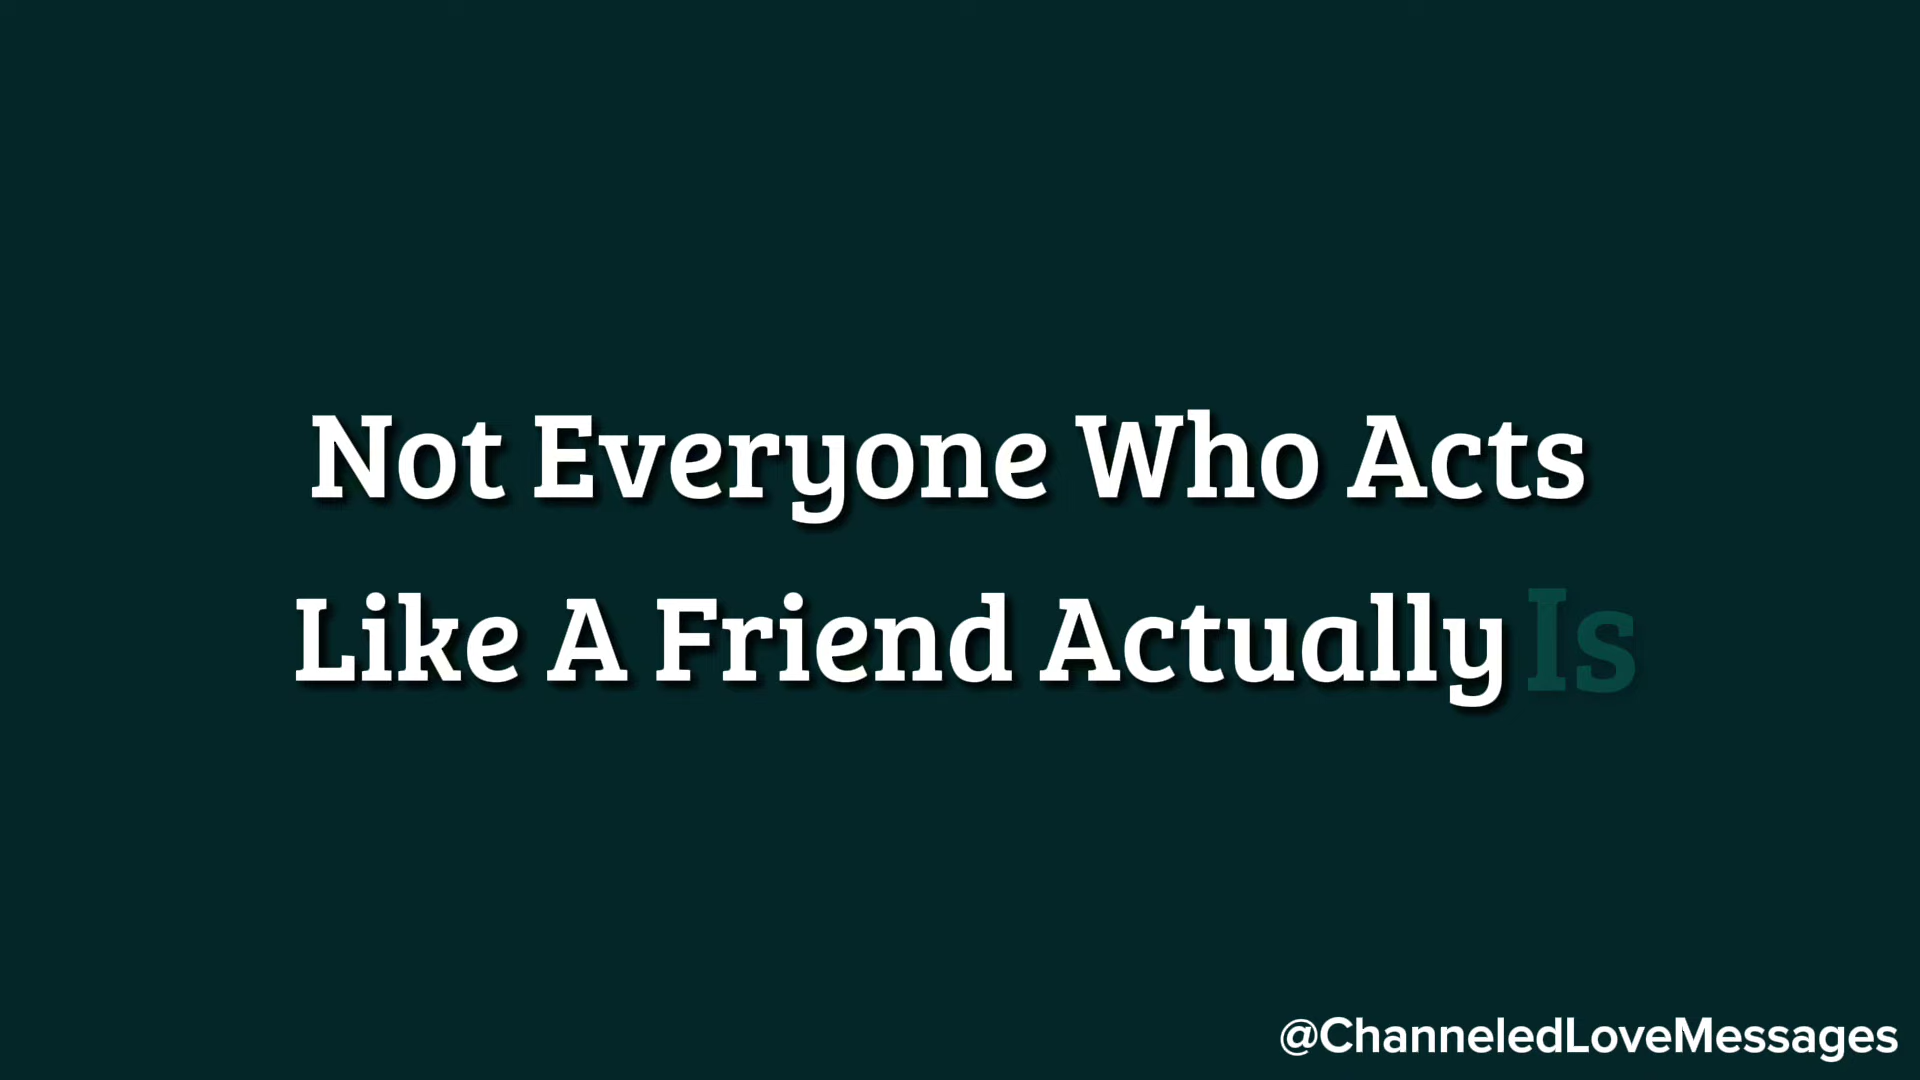 Not Everyone Who Acts
Like A Friend Actually Is
@ChanneledLoveMessages